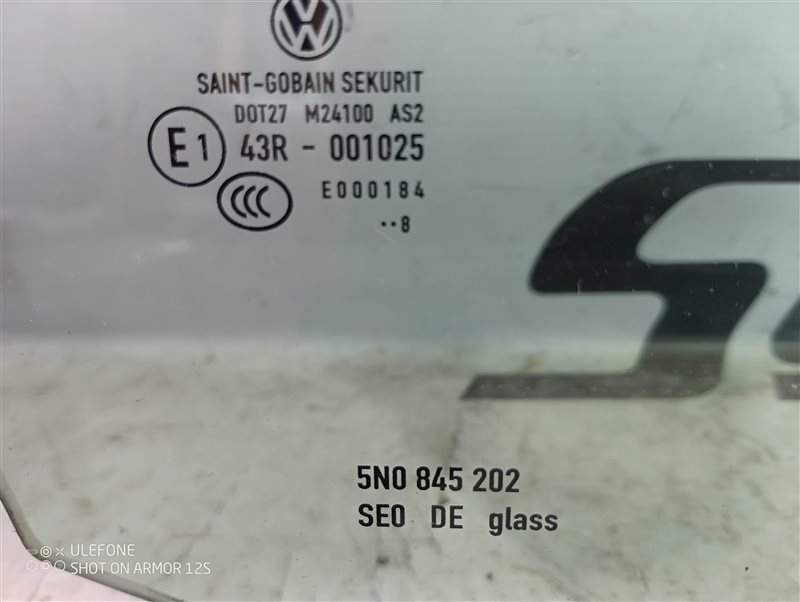 SAINT-GOBAIN SEKURIT
DOT27 M24100 AS2
E1 43R - 001025
CCC
E000184
··8
5N0 845 202
SEO DE glass
ULEFONE
SHOT ON ARMOR 12S